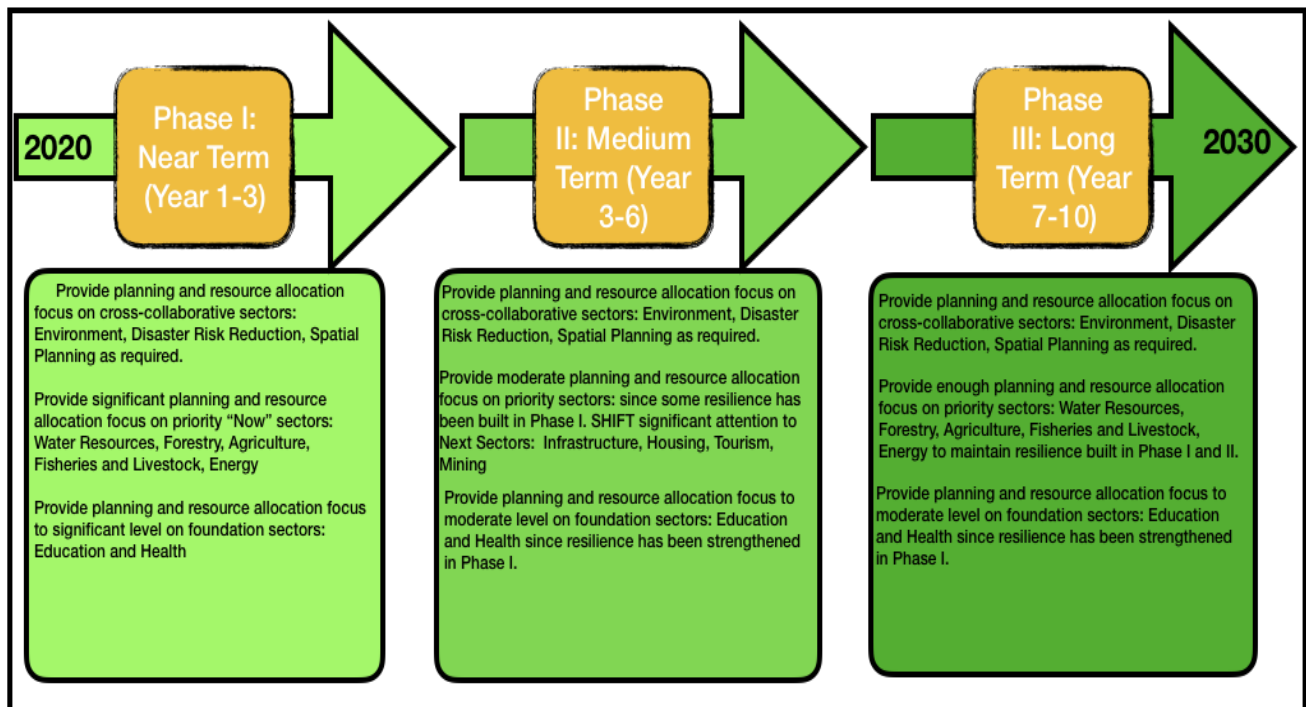 2020
Phase I:
Near Term
(Year 1-3)
Phase
II: Medium
Term (Year
3-6)
Phase
III: Long
Term (Year
7-10)
2030
Provide planning and resource allocation
focus on cross-collaborative sectors:
Environment, Disaster Risk Reduction, Spatial
Planning as required.
Provide significant planning and resource
allocation focus on priority “Now” sectors:
Water Resources, Forestry, Agriculture,
Fisheries and Livestock, Energy
Provide planning and resource allocation focus
to significant level on foundation sectors:
Education and Health
Provide planning and resource allocation focus on
cross-collaborative sectors: Environment, Disaster
Risk Reduction, Spatial Planning as required.
Provide moderate planning and resource allocation
focus on priority sectors: since some resilience has
been built in Phase I. SHIFT significant attention to
Next Sectors: Infrastructure, Housing, Tourism,
Mining
Provide planning and resource allocation focus to
moderate level on foundation sectors: Education
and Health since resilience has been strengthened
in Phase I.
Provide planning and resource allocation focus on
cross-collaborative sectors: Environment, Disaster
Risk Reduction, Spatial Planning as required.
Provide enough planning and resource allocation
focus on priority sectors: Water Resources,
Forestry, Agriculture, Fisheries and Livestock,
Energy to maintain resilience built in Phase I and II.
Provide planning and resource allocation focus to
moderate level on foundation sectors: Education
and Health since resilience has been strengthened
in Phase I.